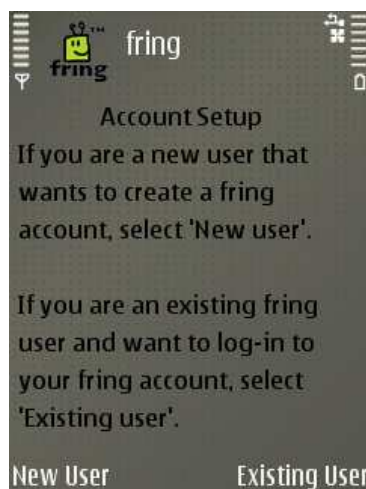 fring
TM
fring
Account Setup
If you are a new user that
wants to create a fring
account, select 'New user'.
If you are an existing fring
user and want to log-in to
your fring account, select
'Existing user'.
New User Existing User